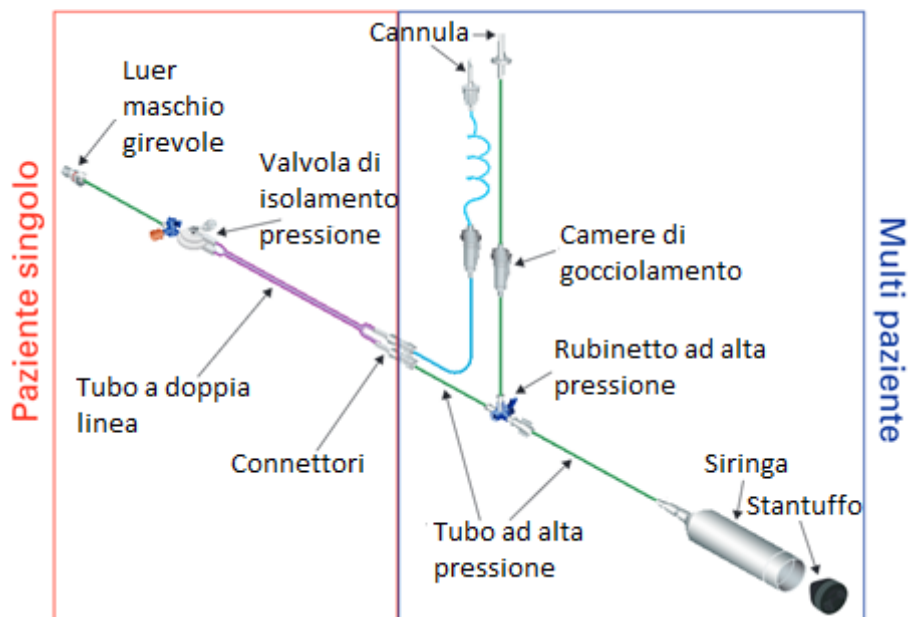 Paziente singolo
Luer
maschio
girevole
Valvola di
isolamento
pressione
Tubo a doppia
linea
Connettori
Cannula
Camere di
gocciolamento
Rubinetto ad alta
pressione
Tubo ad alta
pressione
Siringa
Stantuffo
Multi paziente